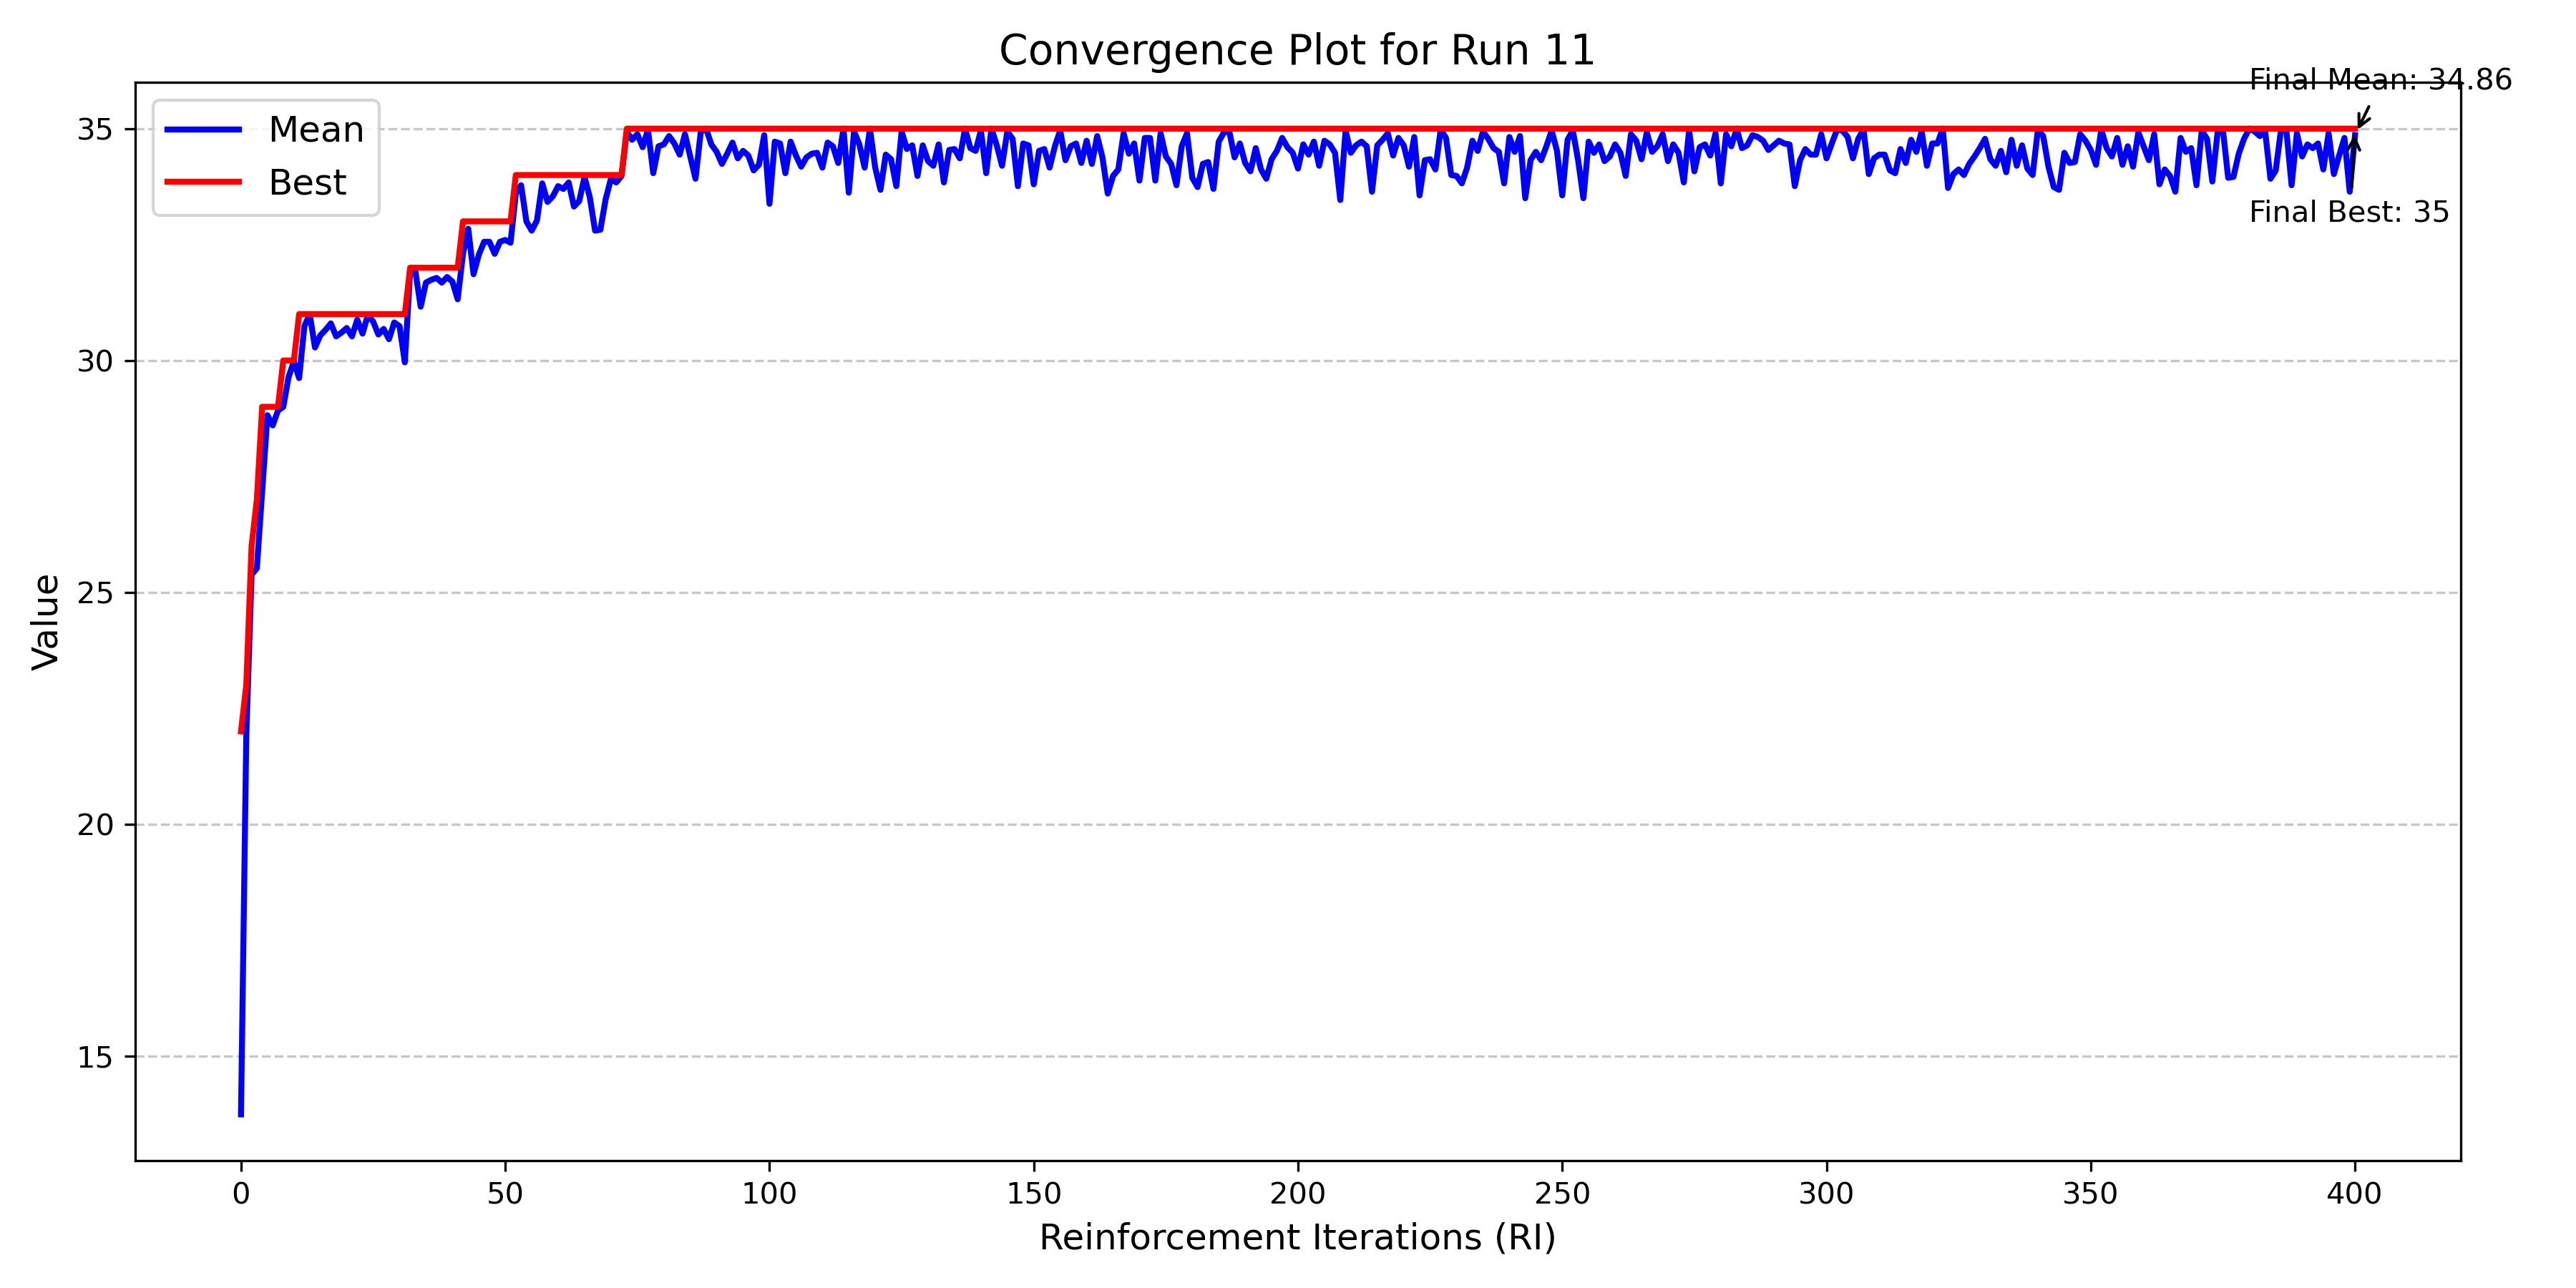 Convergence Plot for Run 11
Final Mean: 34.86
Mean
Best
Final Best: 35
Value
35
30
25
20
15
0 50 100 150 200 250 300 350 400
Reinforcement Iterations (RI)